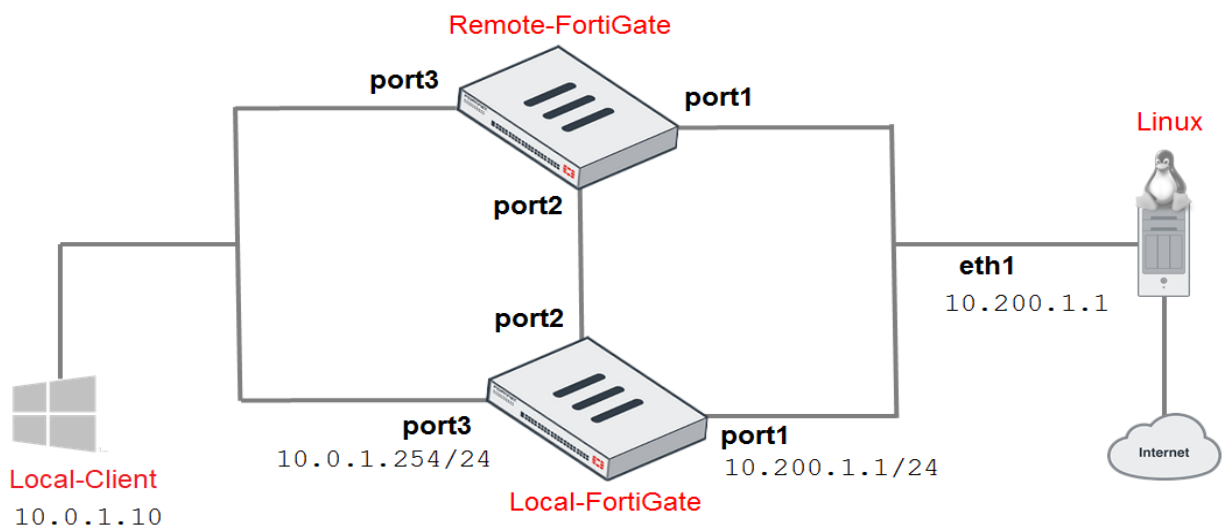 Remote-FortiGate
port3
port1
Linux
port2
eth1
10.200.1.1
port2
port3
10.0.1.254/24
port1
10.200.1.1/24
Internet
Local-Client
10.0.1.10
Local-FortiGate